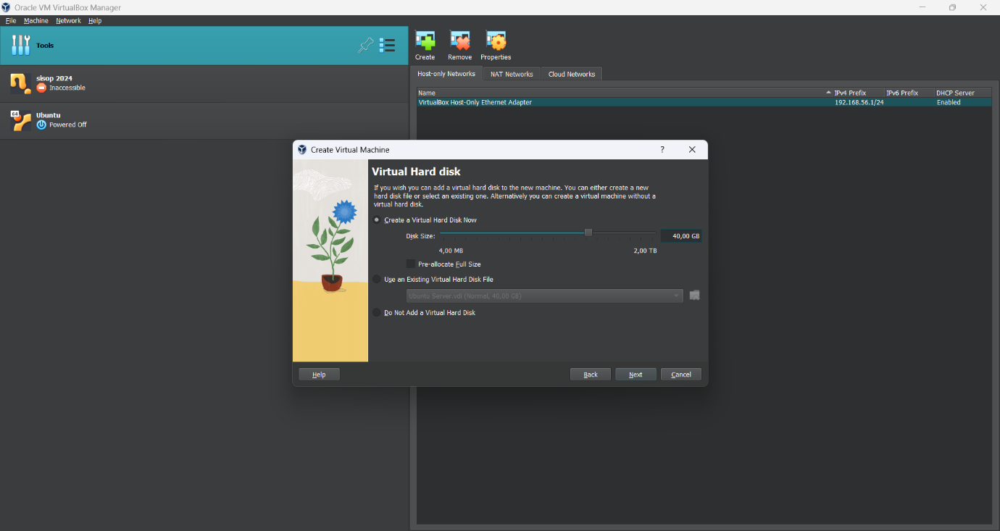 Oracle VM VirtualBox Manager
File Machine Network Help
Tools
Create Remove Properties
Host-only Networks NAT Networks Cloud Networks
sisop 2024
Inaccessible
Name IPv4 Prefix IPv6 Prefix DHCP Server
VirtualBox Host-Only Ethernet Adapter 192.168.56.1/24 Enabled
64
Ubuntu
Powered Off
Create Virtual Machine ?
Virtual Hard disk
If you wish you can add a virtual hard disk to the new machine. You can either create a new
hard disk file or select an existing one. Alternatively you can create a virtual machine without a
virtual hard disk.
Create a Virtual Hard Disk Now
Disk Size: 40,00 GB
4,00 MB 2,00 TB
Pre-allocate Full Size
Use an Existing Virtual Hard Disk File
Ubuntu Server.vdi (Normal, 40,00 GB)
Do Not Add a Virtual Hard Disk
Help Back Next Cancel